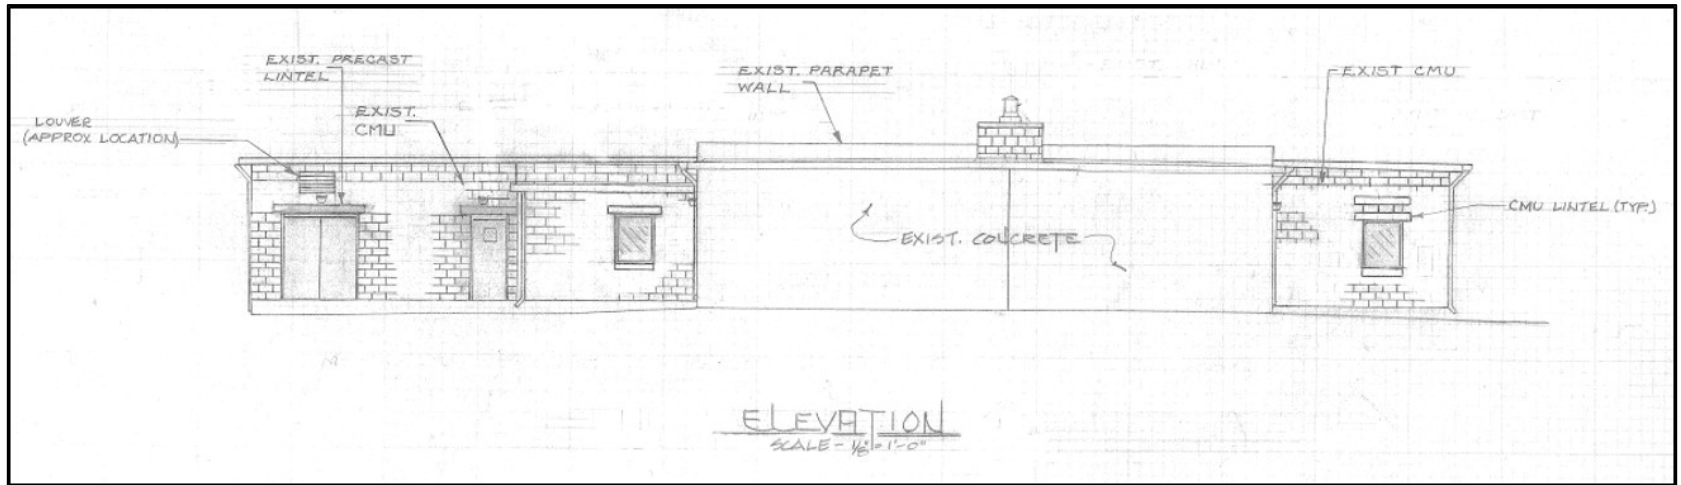 EXIST. PRECAST
LINTEL
LOUVER
(APPROX LOCATION)
EXIST.
CMU
EXIST. PARAPET
WALL
EXIST CMU
CMU LINTEL (TYP.)
EXIST. CONCRETE
ELEVATION
SCALE - 1/8" = 1'-0"